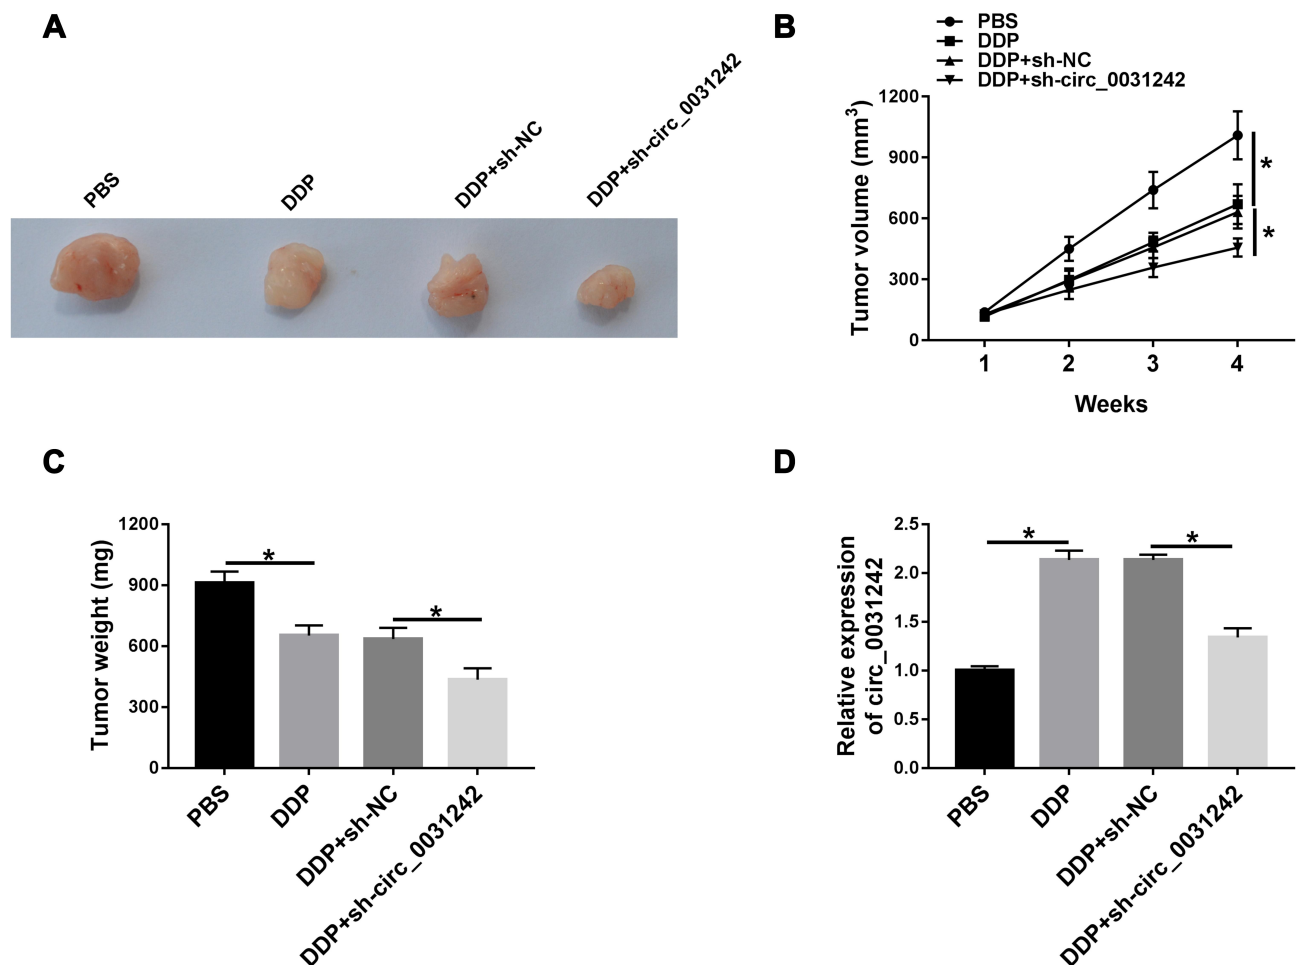 A
PBS
DDP
DDP+sh-NC
DDP+sh-circ_0031242
B
PBS
DDP
DDP+sh-NC
DDP+sh-circ_0031242
Tumor volume (mm³)
1200
900
600
300
0
*
*
1 2 3 4
Weeks
C
Tumor weight (mg)
1200
900
600
300
0
*
*
PBS
DDP
DDP+sh-NC
DDP+sh-circ_0031242
D
Relative expression
of circ_0031242
2.5
2.0
1.5
1.0
0.5
0.0
*
*
PBS
DDP
DDP+sh-NC
DDP+sh-circ_0031242